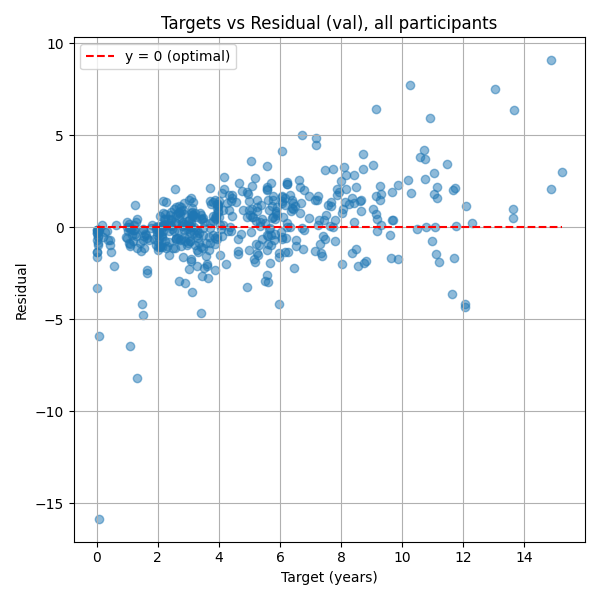 Targets vs Residual (val), all participants
y = 0 (optimal)
10
5
0
−5
−10
−15
Residual
0 2 4 6 8 10 12 14
Target (years)